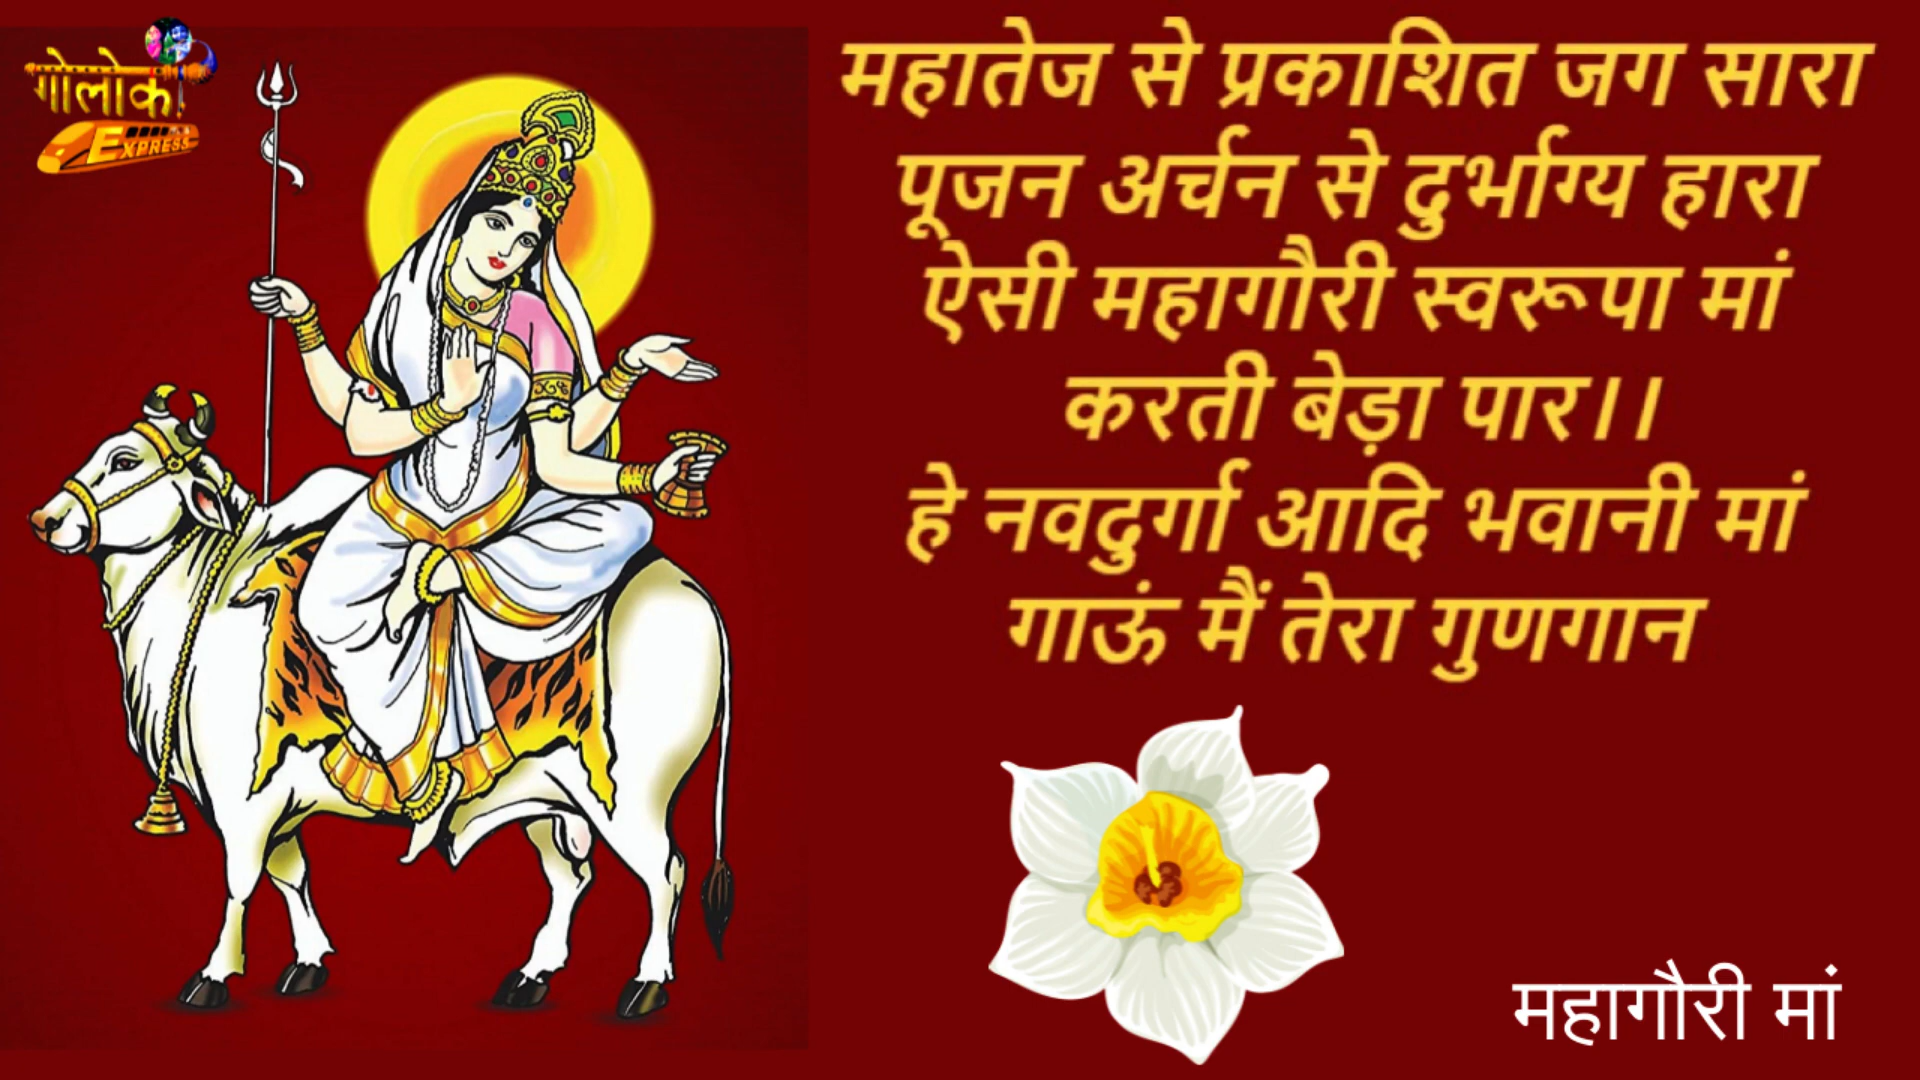 गोलोक
EXPRESS
महातेज से प्रकाशित जग सारा
पूजन अर्चन से दुर्भाग्य हारा
ऐसी महागौरी स्वरूपा मां
करती बेड़ा पार।।
हे नवदुर्गा आदि भवानी मां
गाऊं मैं तेरा गुणगान
महागौरी मां